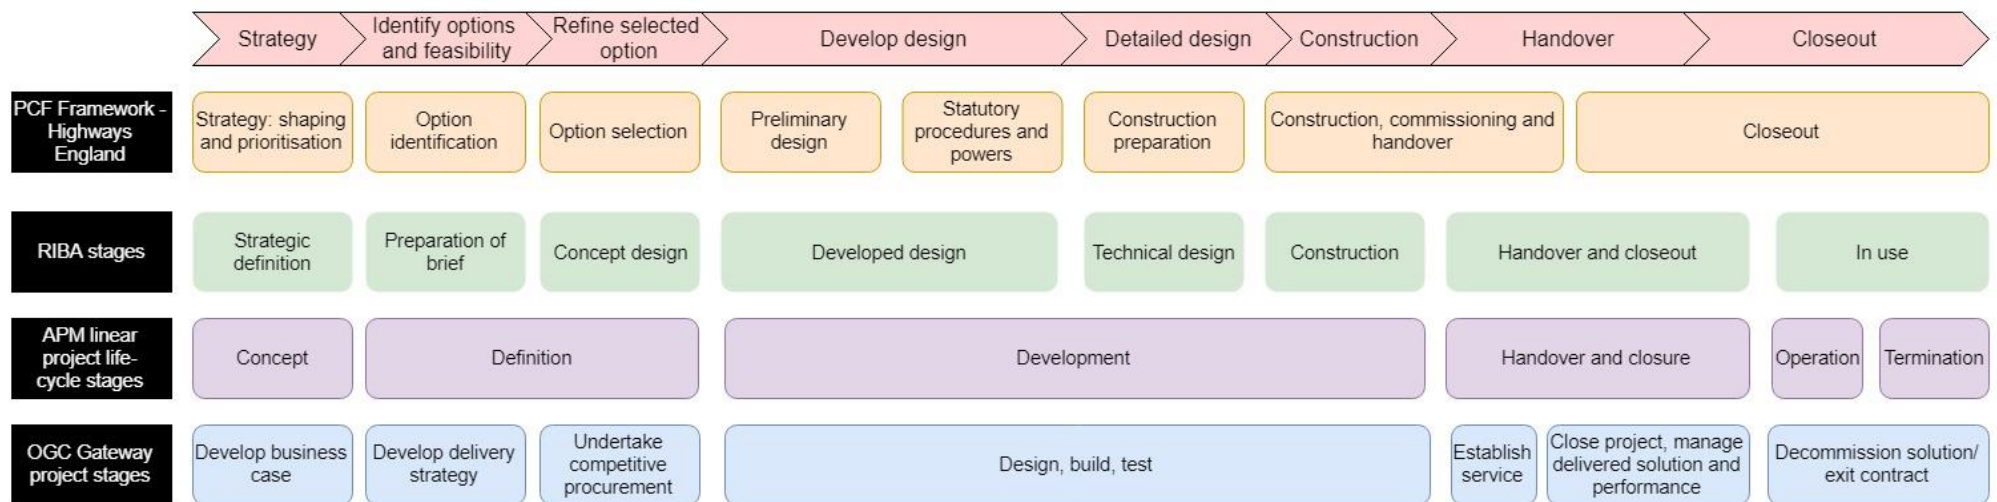 Strategy
Identify options
and feasibility
Refine selected
option
Develop design
Detailed design
Construction
Handover
Closeout
PCF Framework -
Highways
England
Strategy: shaping
and prioritisation
Option
identification
Option selection
Preliminary
design
Statutory
procedures and
powers
Construction
preparation
Construction, commissioning and
handover
Closeout
RIBA stages
Strategic
definition
Preparation of
brief
Concept design
Developed design
Technical design
Construction
Handover and closeout
In use
APM linear
project life-
cycle stages
Concept
Definition
Development
Handover and closure
Operation
Termination
OGC Gateway
project stages
Develop business
case
Develop delivery
strategy
Undertake
competitive
procurement
Design, build, test
Establish
service
Close project, manage
delivered solution and
performance
Decommission solution/
exit contract